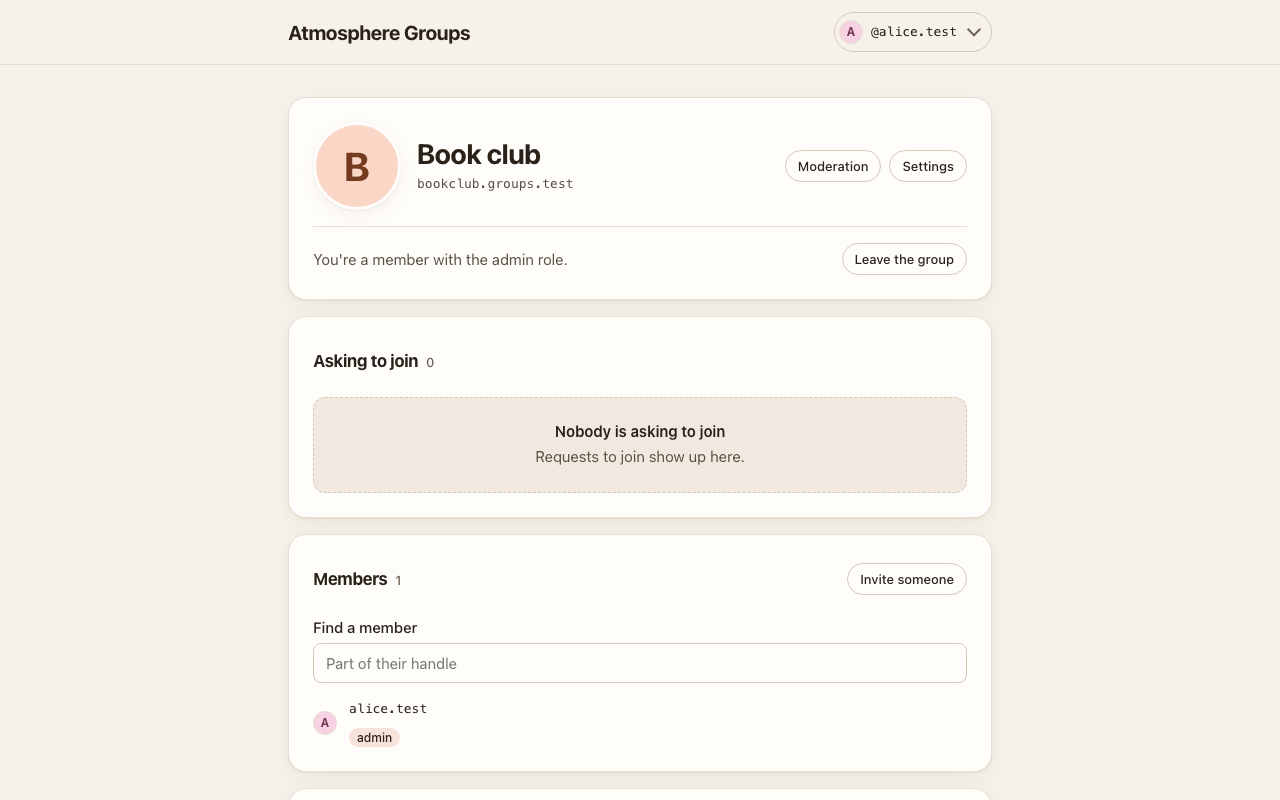 Atmosphere Groups
A
@alice.test
B
Book club
bookclub.groups.test
Moderation
Settings
You're a member with the admin role.
Leave the group
Asking to join 0
Nobody is asking to join
Requests to join show up here.
Members 1
Invite someone
Find a member
Part of their handle
A
alice.test
admin